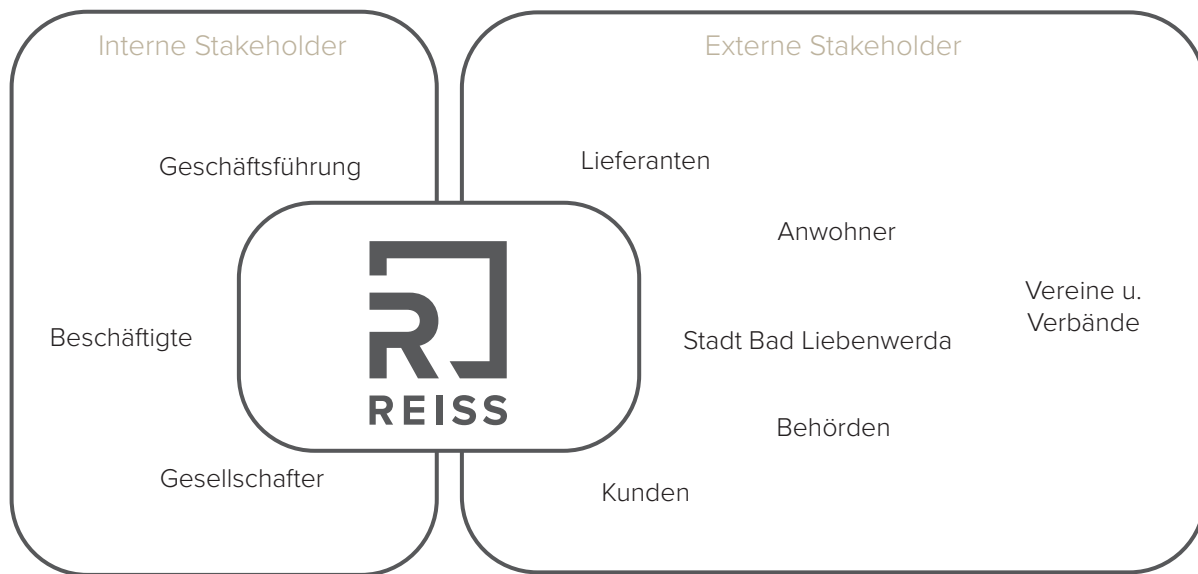 Interne Stakeholder
Geschäftsführung
Beschäftigte
Gesellschafter
REISS
Externe Stakeholder
Lieferanten
Anwohner
Vereine u.
Verbände
Stadt Bad Liebenwerda
Behörden
Kunden